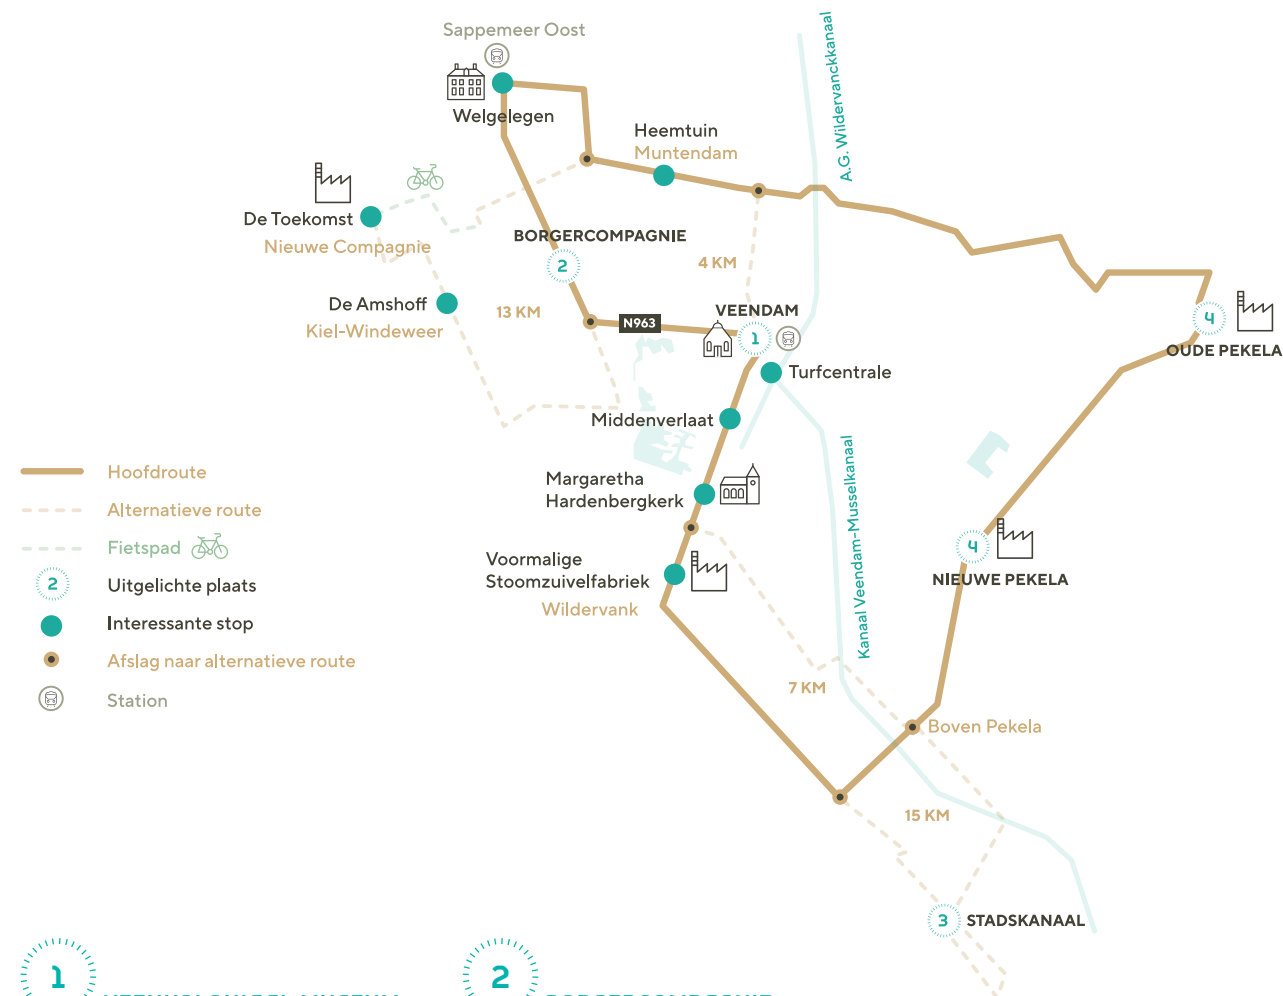 Sappemeer Oost
Welgelegen
Heemtuin
Muntendam
A.G. Wildervanckkanaal
De Toekomst
Nieuwe Compagnie
BORGERCOMPAGNIE
2
4 KM
De Amshoff
Kiel-Windeweer
13 KM
N963
VEENDAM
1
4
OUDE PEKELA
Turfcentrale
Middenverlaat
Margaretha
Hardenbergkerk
Kanaal Veendam-Musselkanaal
4
NIEUWE PEKELA
Voormalige
Stoomzuivelfabriek
Wildervank
7 KM
Boven Pekela
15 KM
3 STADSKANAAL
Hoofdroute
Alternatieve route
Fietspad
2 Uitgelichte plaats
Interessante stop
Afslag naar alternatieve route
Station
1
2